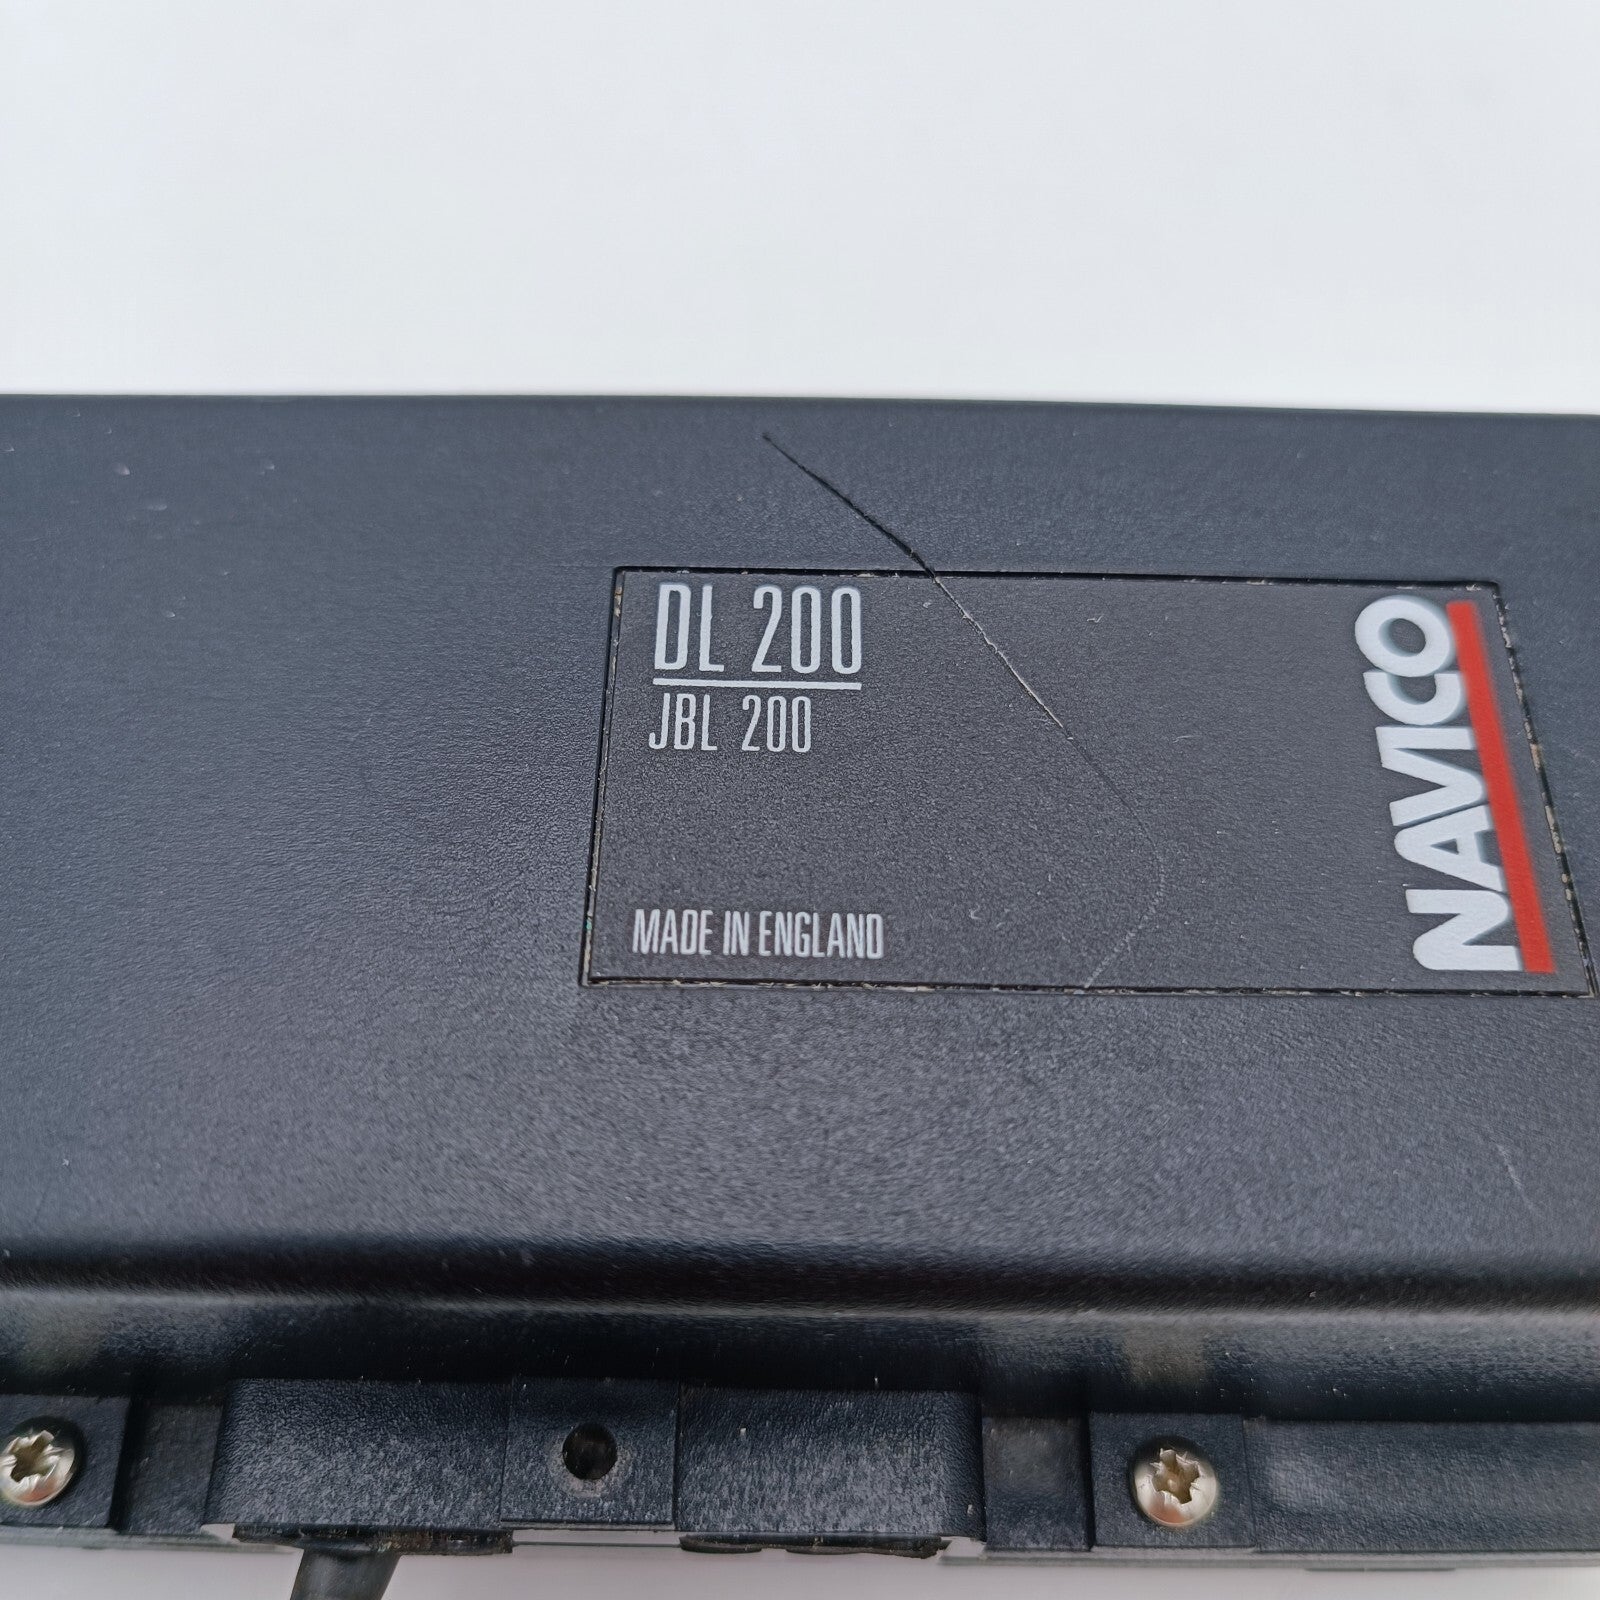 DL 200
JBL 200
MADE IN ENGLAND
NAVICO